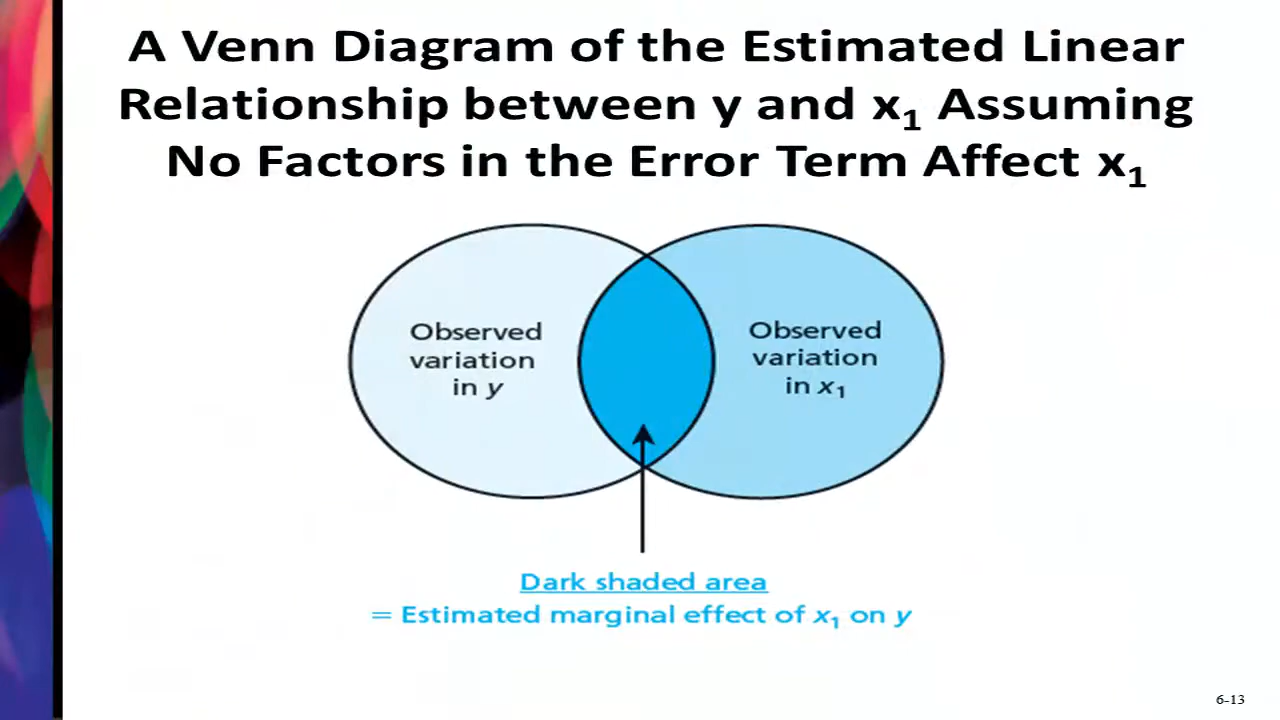 A Venn Diagram of the Estimated Linear
Relationship between y and x₁ Assuming
No Factors in the Error Term Affect x₁
Observed
variation
in y
Observed
variation
in x₁
Dark shaded area
= Estimated marginal effect of x₁ on y
6-13